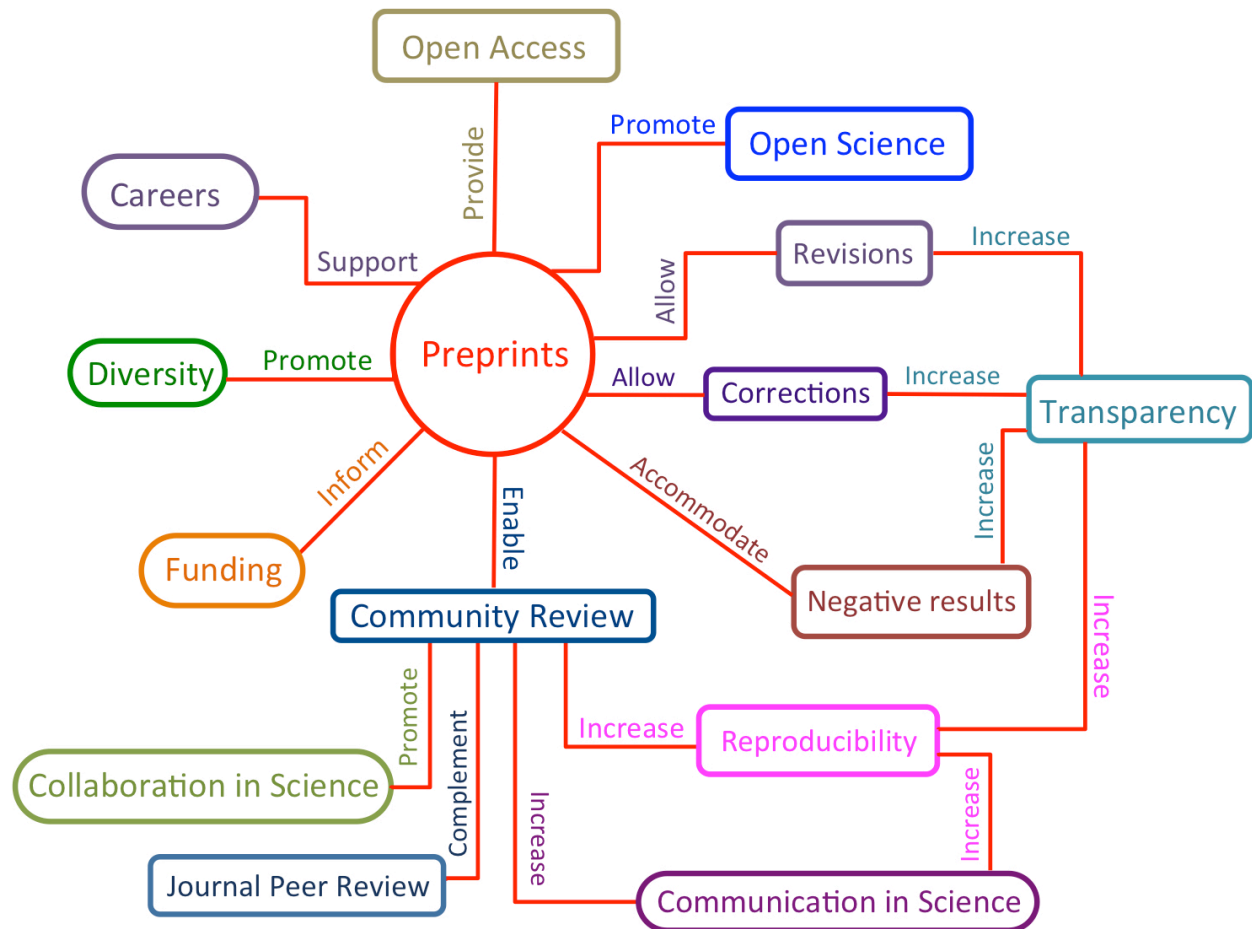 Open Access
Provide
Promote
Open Science
Careers
Support
Revisions
Increase
Allow
Preprints
Diversity
Promote
Allow
Corrections
Increase
Transparency
Inform
Funding
Enable
Accommodate
Increase
Negative results
Community Review
Increase
Promote
Complement
Increase
Increase
Reproducibility
Increase
Collaboration in Science
Journal Peer Review
Communication in Science